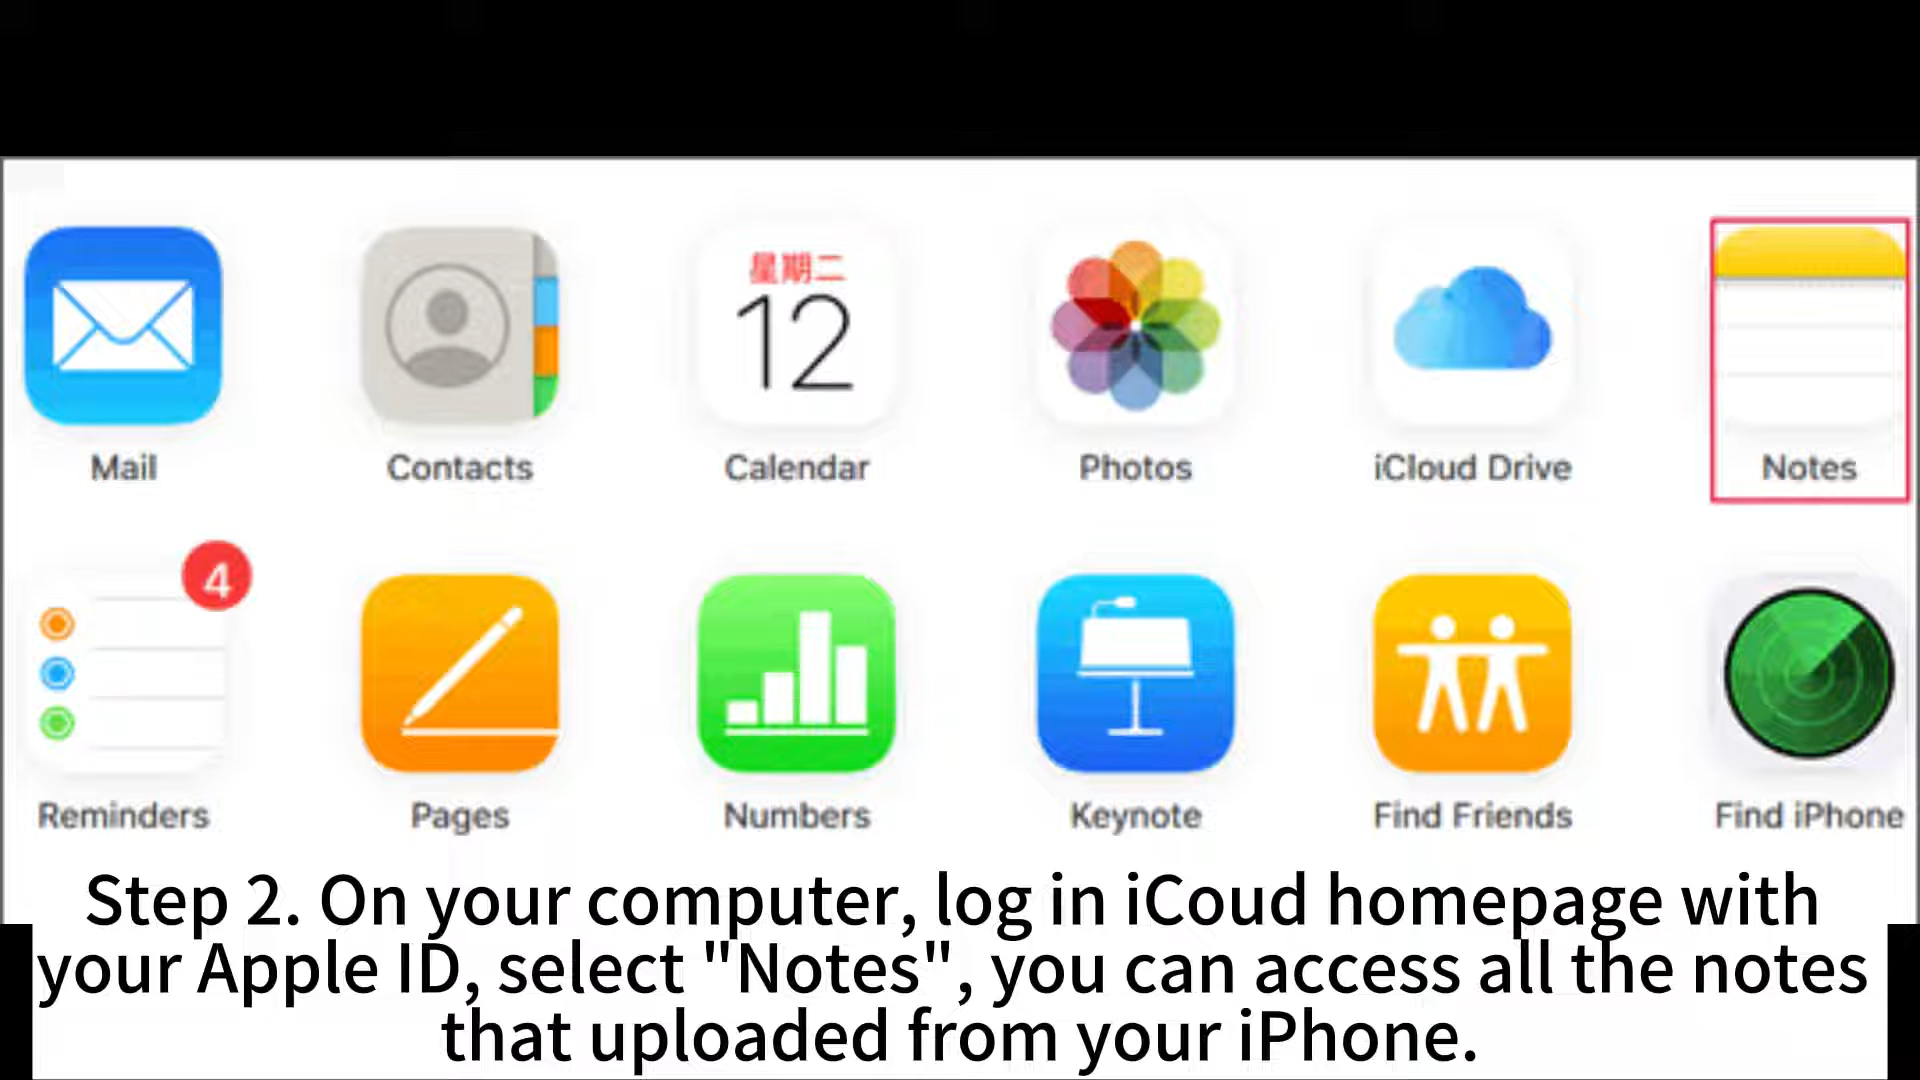 星期二
12
Mail
Contacts
Calendar
Photos
iCloud Drive
Notes
4
Reminders
Pages
Numbers
Keynote
Find Friends
Find iPhone
Step 2. On your computer, log in iCoud homepage with
your Apple ID, select "Notes", you can access all the notes
that uploaded from your iPhone.